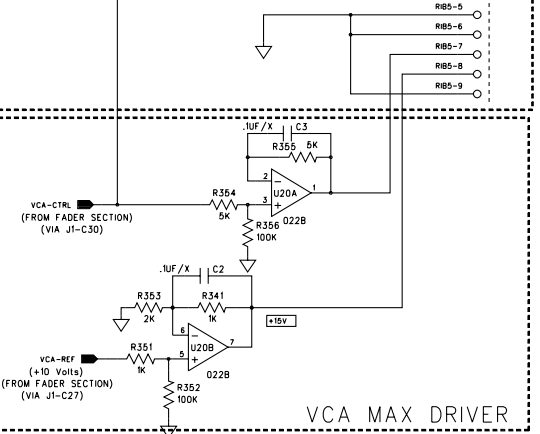 RIB5-5
RIB5-6
RIB5-7
RIB5-8
RIB5-9
.1UF/X C3
R355 5K
2
U20A
1
3
R354
5K
022B
R356
100K
VCA-CTRL
(FROM FADER SECTION)
(VIA J1-C30)
.1UF/X C2
R353
2K
R341
1K
+15V
6
U20B
7
5
R351
1K
022B
VCA-REF
(+10 Volts)
(FROM FADER SECTION)
(VIA J1-C27)
R352
100K
VCA MAX DRIVER